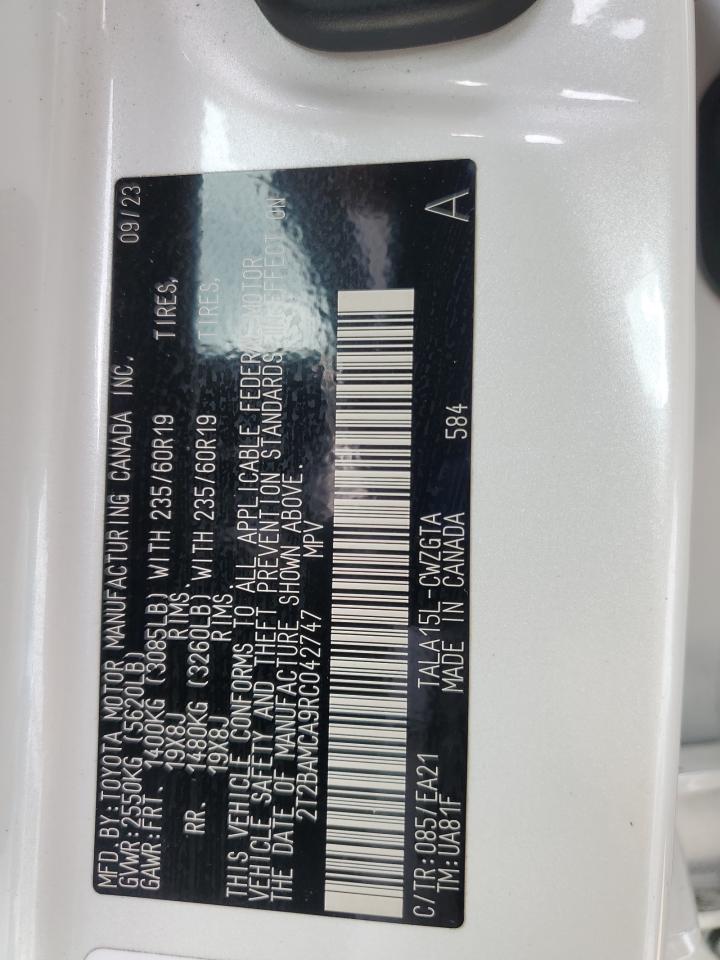 MFD. BY: TOYOTA MOTOR MANUFACTURING CANADA INC. 09/23
GVWR: 2550KG (5620LB)
GAWR: FRT. 1400KG (3085LB) WITH 235/60R19 TIRES,
19X8J RIMS.
RR. 1480KG (3260LB) WITH 235/60R19 TIRES,
19X8J RIMS.
THIS VEHICLE CONFORMS TO ALL APPLICABLE FEDERAL MOTOR
VEHICLE SAFETY AND THEFT PREVENTION STANDARDS IN EFFECT ON
THE DATE OF MANUFACTURE SHOWN ABOVE.
2T2BAMCA9RC042747 MPV
C/TR: 085/EA21 TALA15L-CWZGTA A
TM: UA81F MADE IN CANADA 584